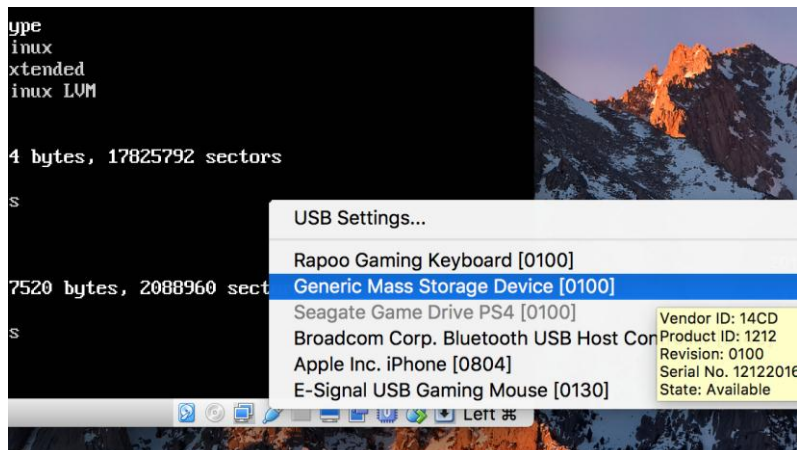 ype
inux
xtended
inux LVM
4 bytes, 17825792 sectors
s
7520 bytes, 2088960 sect
s
USB Settings...
Rapoo Gaming Keyboard [0100]
Generic Mass Storage Device [0100]
Seagate Game Drive PS4 [0100]
Broadcom Corp. Bluetooth USB Host Con
Apple Inc. iPhone [0804]
E-Signal USB Gaming Mouse [0130]
Vendor ID: 14CD
Product ID: 1212
Revision: 0100
Serial No. 12122016
State: Available
Left ⌘